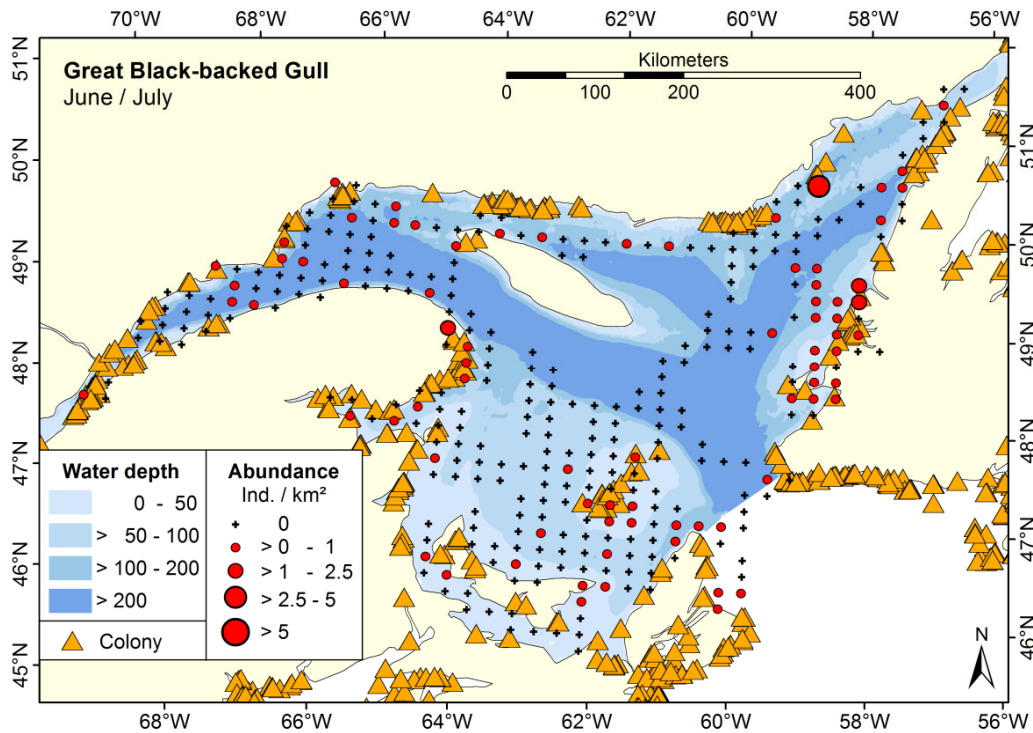 70°W 68°W 66°W 64°W 62°W 60°W 58°W 56°W
Great Black-backed Gull
June / July
Kilometers
0 100 200 400
51°N
50°N
49°N
48°N
47°N
46°N
45°N
51°N
50°N
49°N
48°N
47°N
46°N
Water depth
0 - 50
> 50 - 100
> 100 - 200
> 200
Colony
Abundance
Ind. / km²
0
> 0 - 1
> 1 - 2.5
> 2.5 - 5
> 5
N
68°W 66°W 64°W 62°W 60°W 58°W 56°W